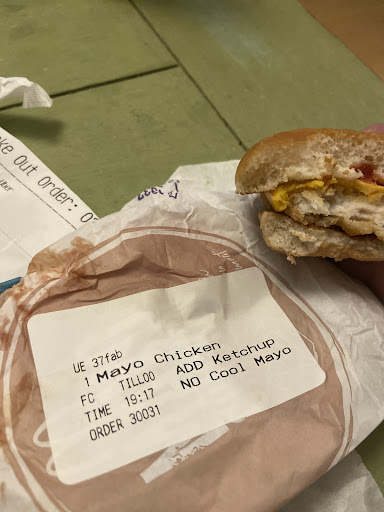 ke Out Order: 0
UE 37fab
1 Mayo Chicken
FC TILL00 ADD Ketchup
TIME 19:17 NO Cool Mayo
ORDER 30031